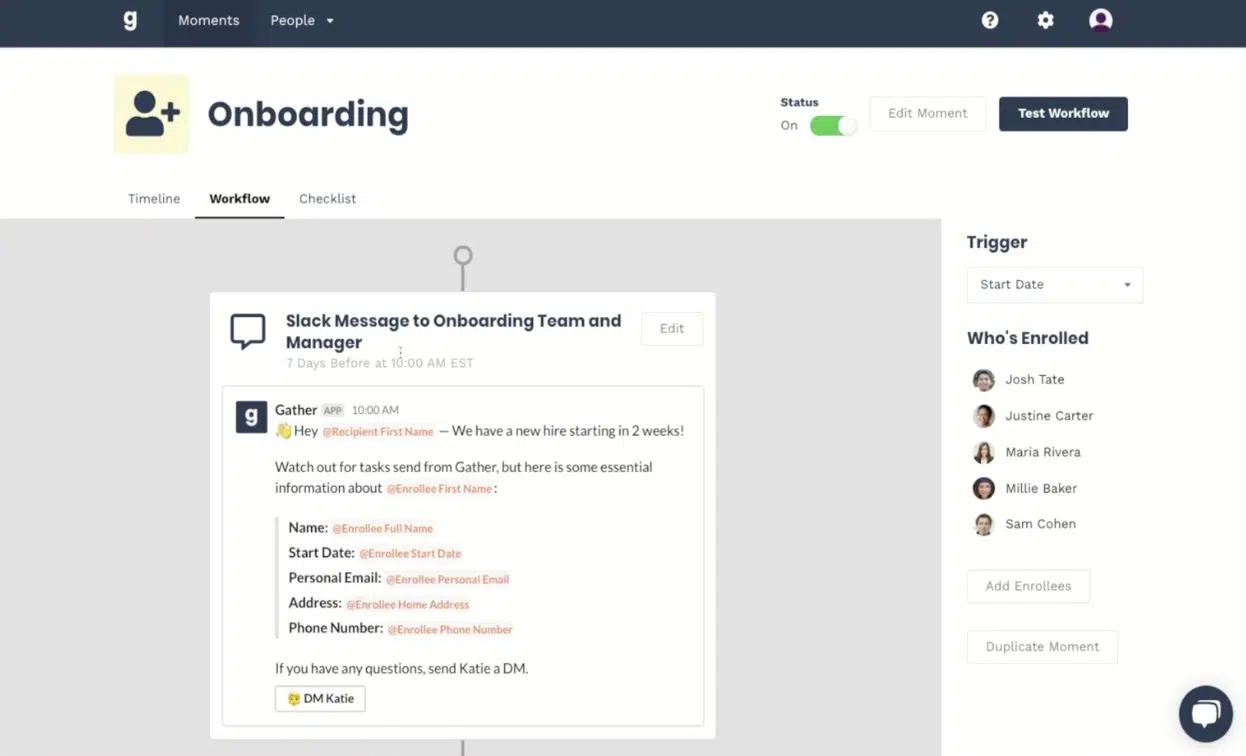 g Moments People
Onboarding
Status
On
Edit Moment
Test Workflow
Timeline Workflow Checklist
Slack Message to Onboarding Team and
Manager
Edit
7 Days Before at 10:00 AM EST
g
Gather APP 10:00 AM
👋 Hey @Recipient First Name — We have a new hire starting in 2 weeks!
Watch out for tasks send from Gather, but here is some essential
information about @Enrollee First Name:
Name: @Enrollee Full Name
Start Date: @Enrollee Start Date
Personal Email: @Enrollee Personal Email
Address: @Enrollee Home Address
Phone Number: @Enrollee Phone Number
If you have any questions, send Katie a DM.
DM Katie
Trigger
Start Date
Who's Enrolled
Josh Tate
Justine Carter
Maria Rivera
Millie Baker
Sam Cohen
Add Enrollees
Duplicate Moment